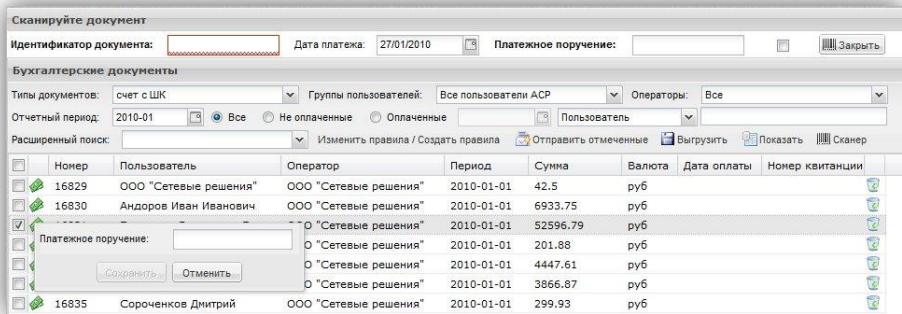 Сканируйте документ
Идентификатор документа: Дата платежа: 27/01/2010 Платежное поручение: Закрыть
Бухгалтерские документы
Типы документов: счет с ШК Группы пользователей: Все пользователи АСР Операторы: Все
Отчетный период: 2010-01 Все Не оплаченные Оплаченные Пользователь
Расширенный поиск: Изменить правила / Создать правила Отправить отмеченные Выгрузить Показать Сканер
Номер Пользователь Оператор Период Сумма Валюта Дата оплаты Номер квитанции
16829 ООО "Сетевые решения" ООО "Сетевые решения" 2010-01-01 42.5 руб
16830 Андоров Иван Иванович ООО "Сетевые решения" 2010-01-01 6933.75 руб
"Сетевые решения" 2010-01-01 52596.79 руб
Платежное поручение: О "Сетевые решения" 2010-01-01 201.88 руб
О "Сетевые решения" 2010-01-01 4447.61 руб
Сохранить Отменить О "Сетевые решения" 2010-01-01 3866.87 руб
16835 Сороченков Дмитрий ООО "Сетевые решения" 2010-01-01 299.93 руб